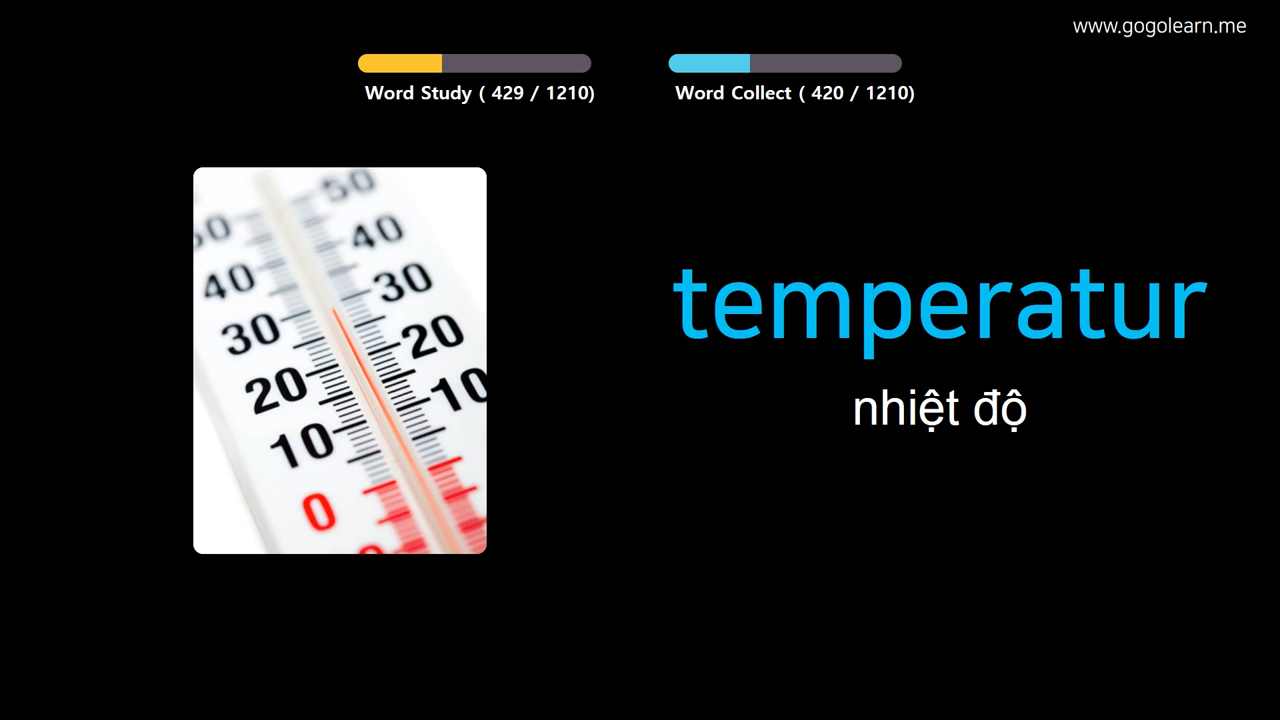 www.gogolearn.me
Word Study ( 429 / 1210)
Word Collect ( 420 / 1210)
50
50
40
40
30
30
20
20
10
10
0
temperatur
nhiệt độ